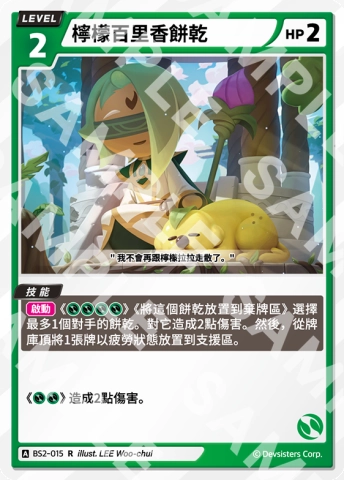 LEVEL
2
檸檬百里香餅乾
HP 2
"我不會再跟檸檬拉拉走散了。"
技能
啟動 《》《將這個餅乾放置到棄牌區》選擇
最多1個對手的餅乾。對它造成2點傷害。然後，從牌
庫頂將1張牌以疲勞狀態放置到支援區。
《》造成2點傷害。
A BS2-015 R illust. LEE Woo-chul
© Devsisters Corp.
SAMPLE